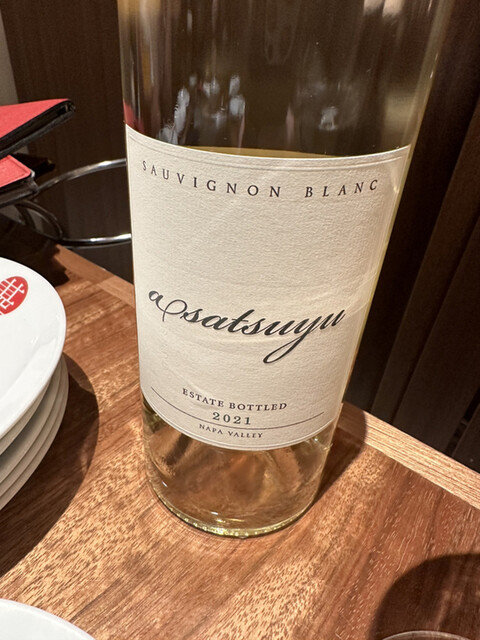 SAUVIGNON BLANC
asatsuyu
ESTATE BOTTLED
2021
NAPA VALLEY